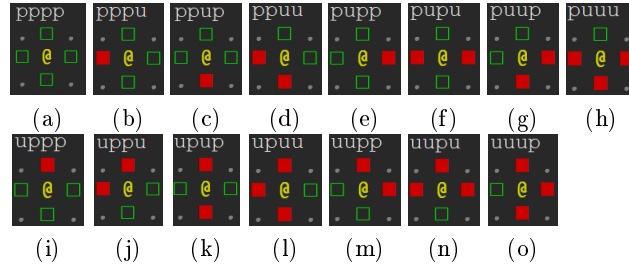 pppp pppu ppup ppuu pupp pupu puup puuu
@ @ @ @ @ @ @ @
(a) (b) (c) (d) (e) (f) (g) (h)
uppp uppu upup upuu uupp uupu uuup
@ @ @ @ @ @ @
(i) (j) (k) (l) (m) (n) (o)